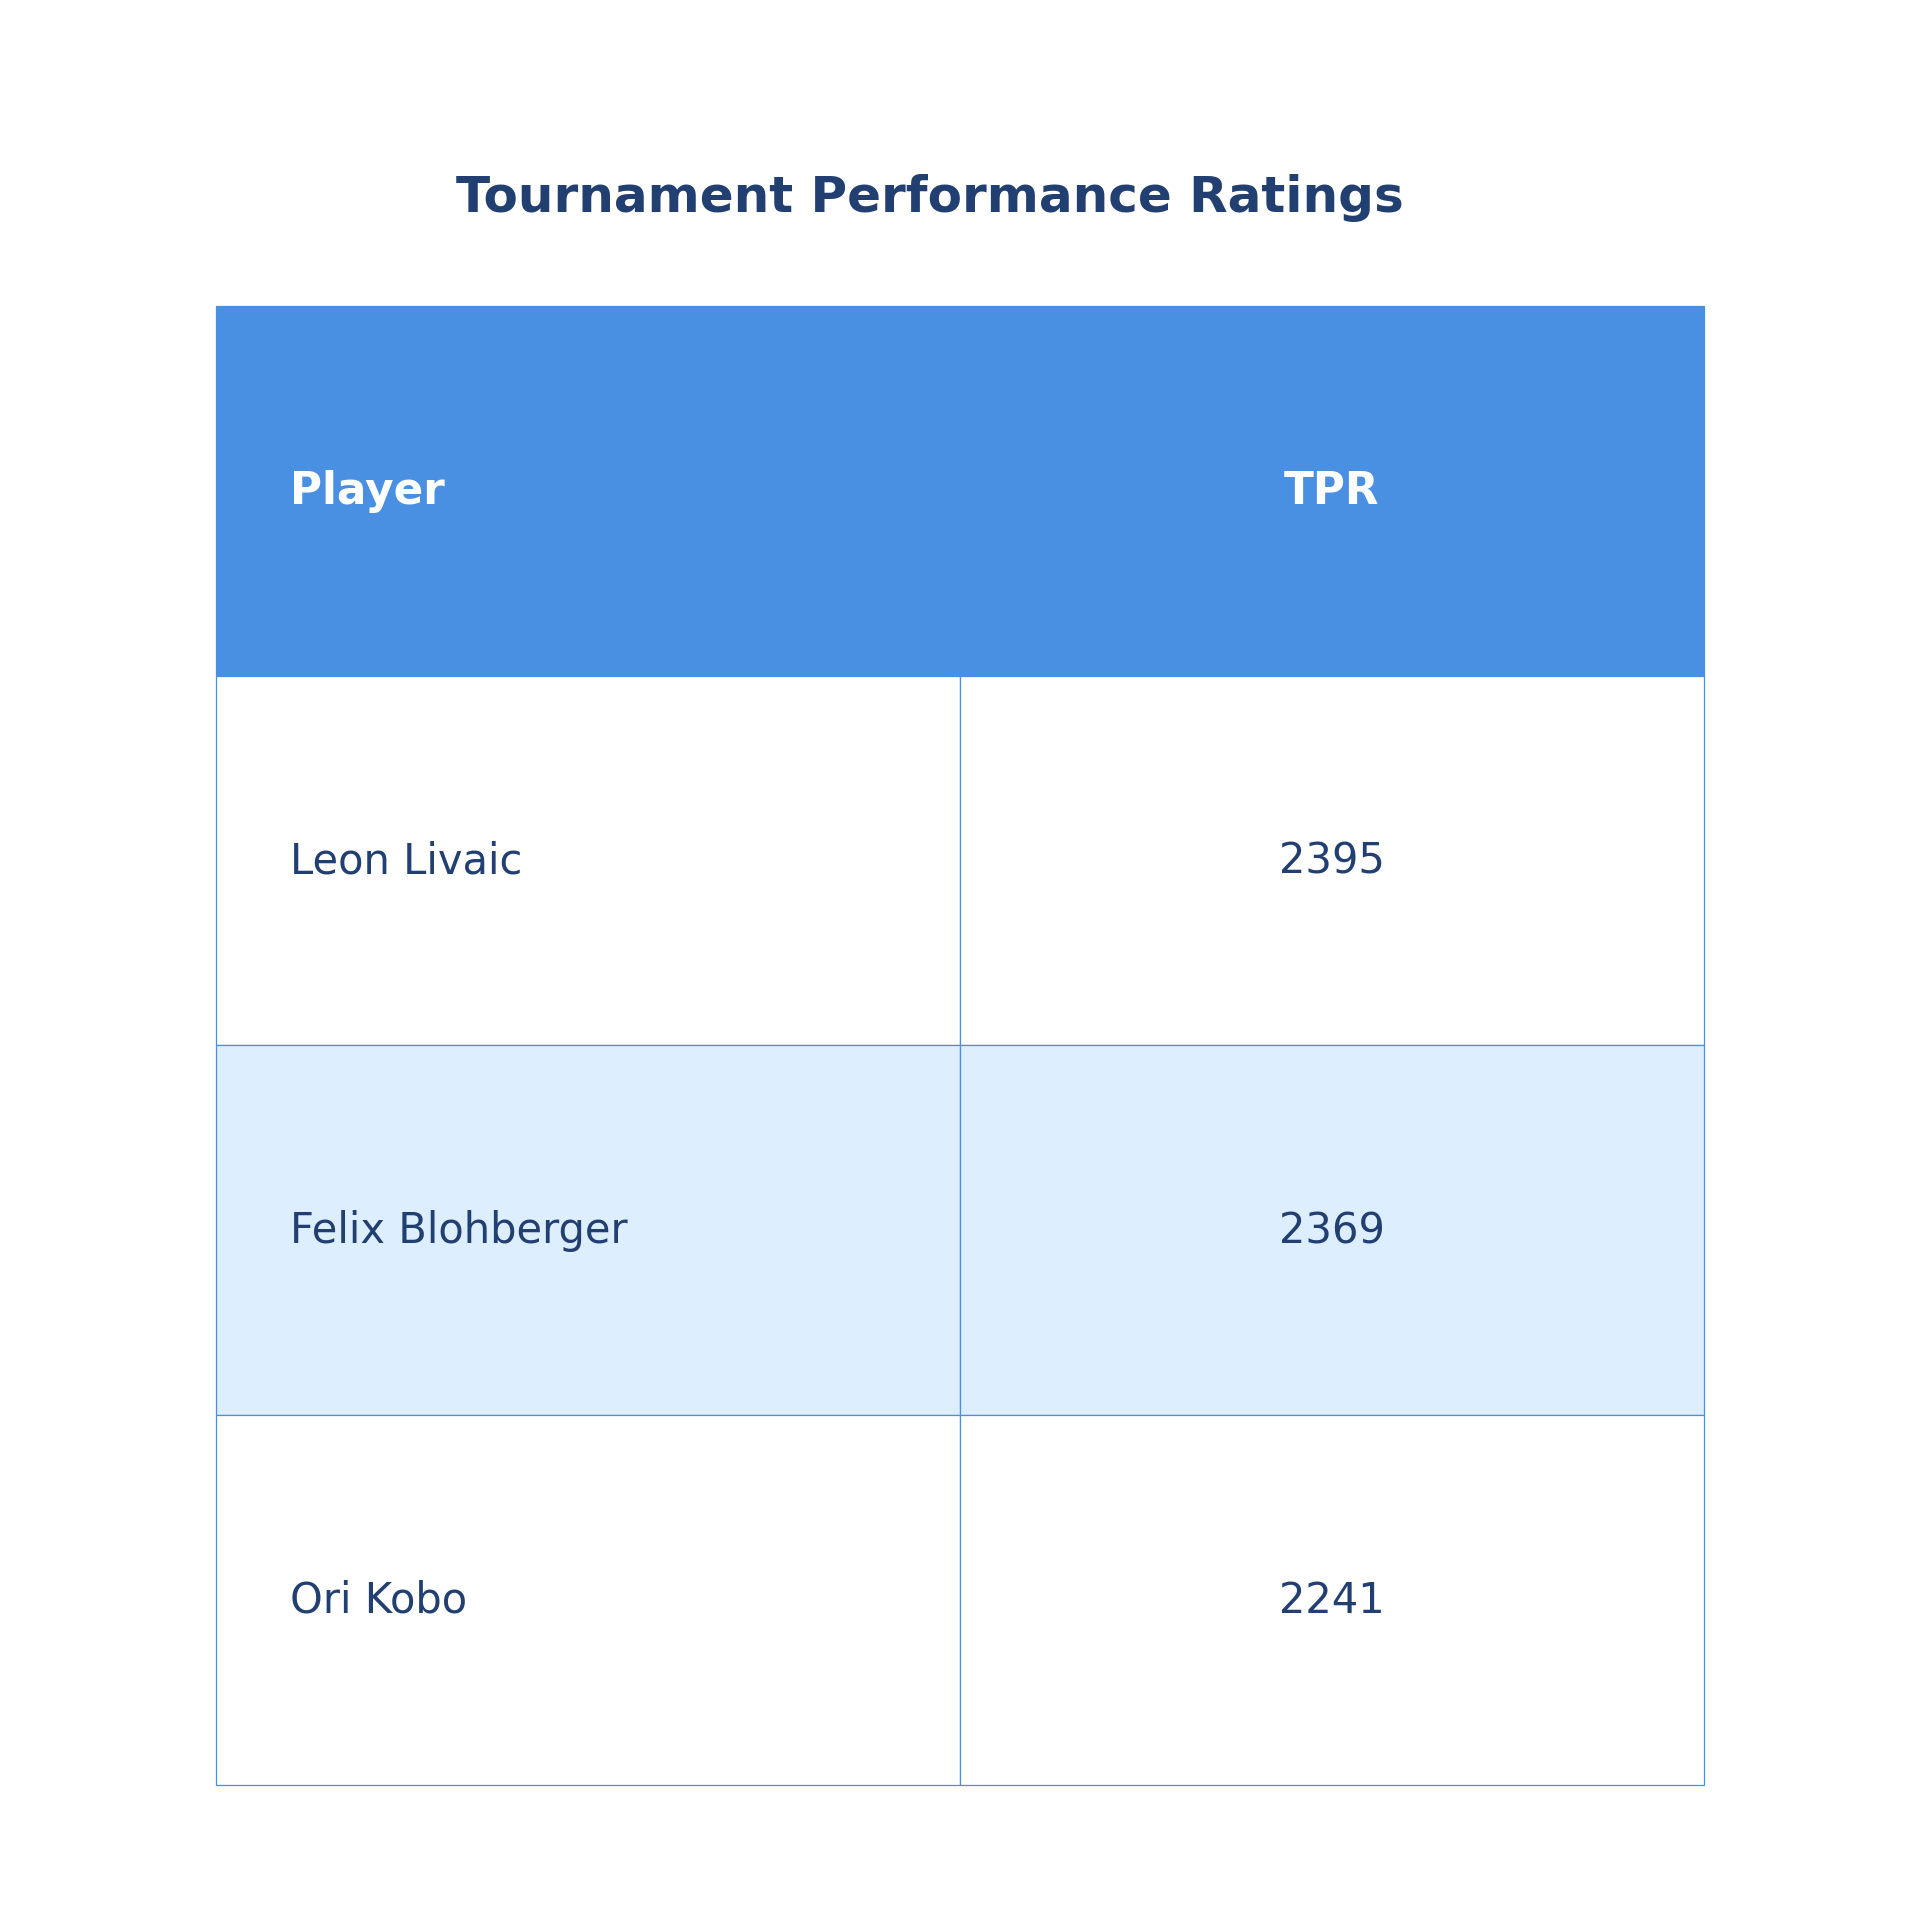 Tournament Performance Ratings
Player TPR
Leon Livaic 2395
Felix Blohberger 2369
Ori Kobo 2241